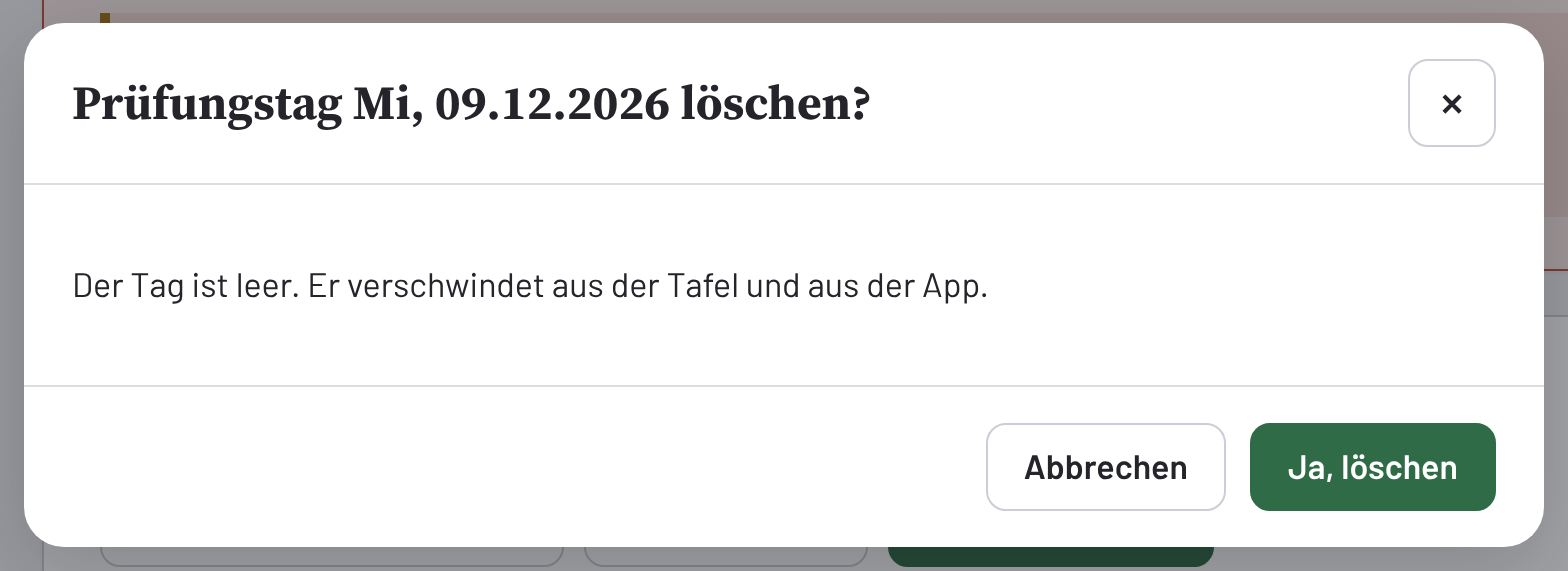 Prüfungstag Mi, 09.12.2026 löschen?
×
Der Tag ist leer. Er verschwindet aus der Tafel und aus der App.
Abbrechen
Ja, löschen